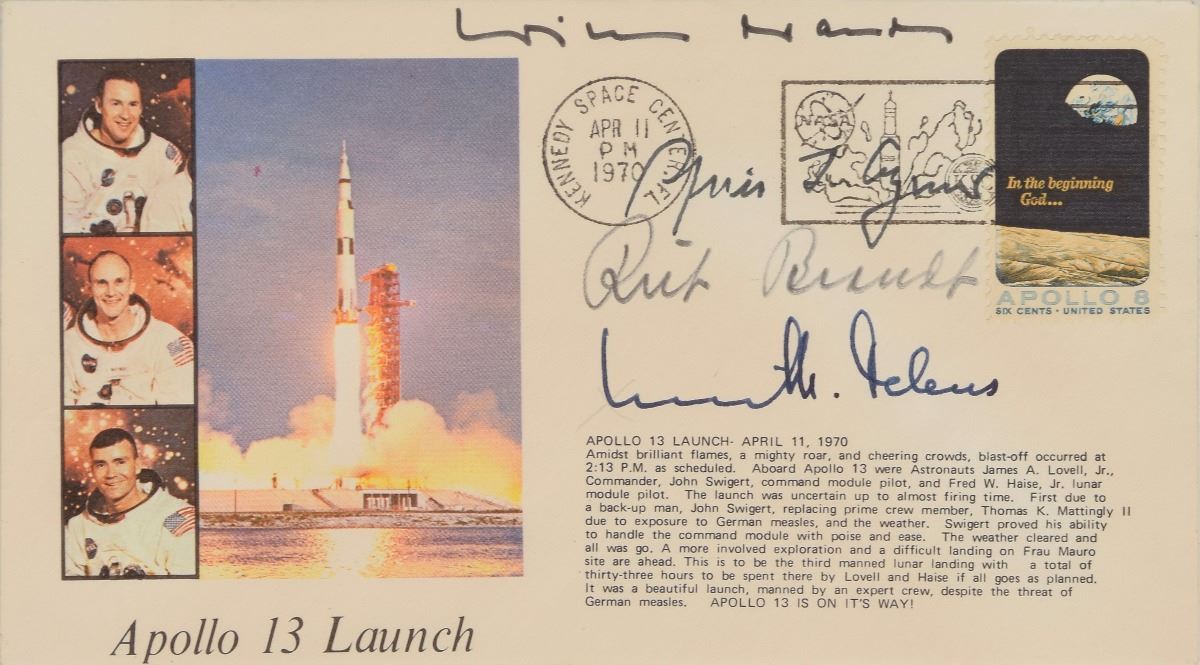 Willy Brandt
KENNEDY SPACE CENTER, FL
APR 11
PM
1970
NASA
In the beginning
God...
Rut Brandt
APOLLO 8
SIX CENTS · UNITED STATES
APOLLO 13 LAUNCH- APRIL 11, 1970
Amidst brilliant flames, a mighty roar, and cheering crowds, blast-off occurred at
2:13 P.M. as scheduled. Aboard Apollo 13 were Astronauts James A. Lovell, Jr.,
Commander, John Swigert, command module pilot, and Fred W. Haise, Jr. lunar
module pilot. The launch was uncertain up to almost firing time. First due to
a back-up man, John Swigert, replacing prime crew member, Thomas K. Mattingly II
due to exposure to German measles, and the weather. Swigert proved his ability
to handle the command module with poise and ease. The weather cleared and
all was go. A more involved exploration and a difficult landing on Frau Mauro
site are ahead. This is to be the third manned lunar landing with a total of
thirty-three hours to be spent there by Lovell and Haise if all goes as planned.
It was a beautiful launch, manned by an expert crew, despite the threat of
German measles. APOLLO 13 IS ON IT'S WAY!
Apollo 13 Launch